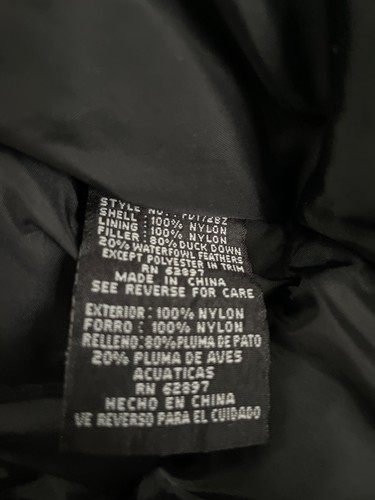 STYLE NO.: PD1728Z
SHELL : 100% NYLON
LINING : 100% NYLON
FILLER : 80% DUCK DOWN
20% WATERFOWL FEATHERS
EXCEPT POLYESTER IN TRIM
RN 62897
MADE IN CHINA
SEE REVERSE FOR CARE
EXTERIOR: 100% NYLON
FORRO : 100% NYLON
RELLENO: 80% PLUMA DE PATO
20% PLUMA DE AVES
ACUATICAS
RN 62897
HECHO EN CHINA
VE REVERSO PARA EL CUIDADO